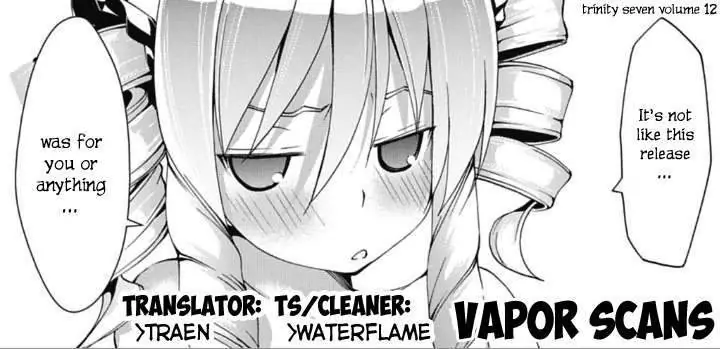 trinity seven volume 12
It's not
like this
release
...
was for
you or
anything
...
TRANSLATOR:
>TRAEN
TS/CLEANER:
>WATERFLAME
VAPOR SCANS